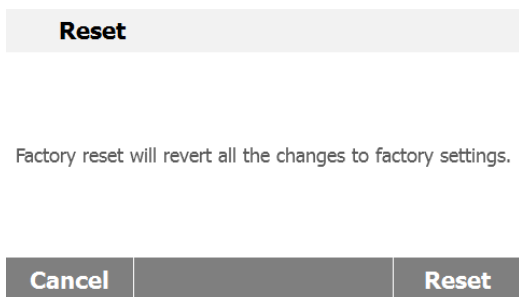 Reset
Factory reset will revert all the changes to factory settings.
Cancel Reset